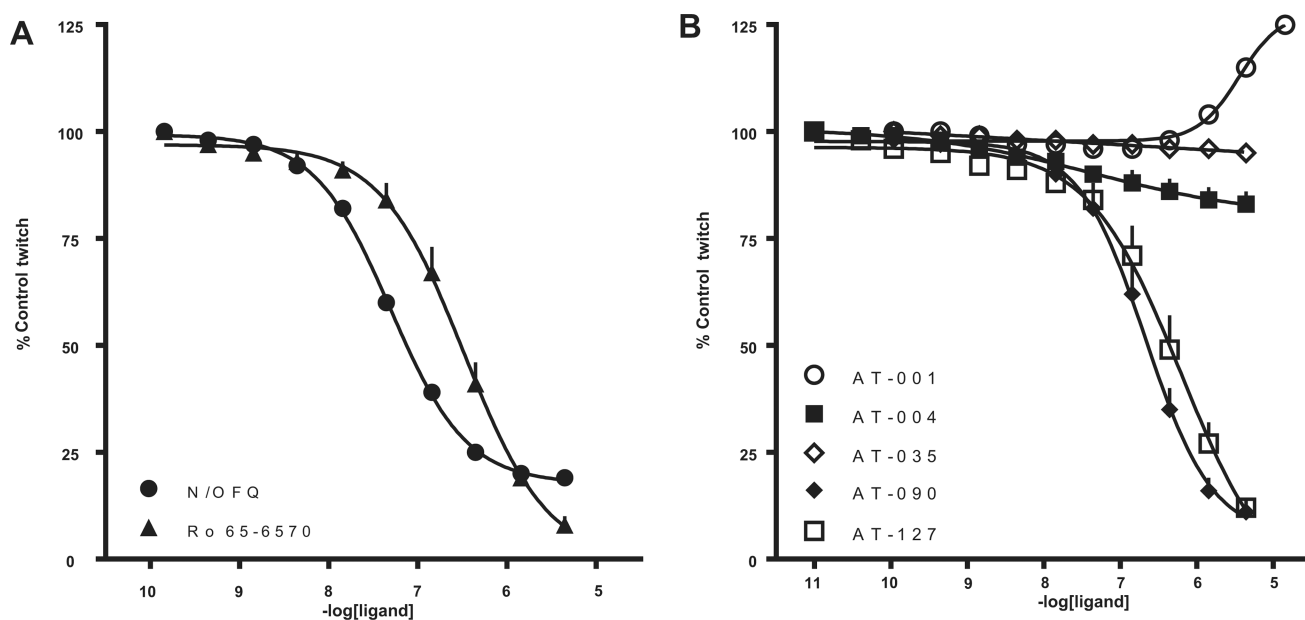 A
% Control twitch
125
100
75
50
25
0
N/OFQ
Ro 65-6570
10 9 8 7 6 5
-log[ligand]
B
% Control twitch
125
100
75
50
25
0
AT-001
AT-004
AT-035
AT-090
AT-127
11 10 9 8 7 6 5
-log[ligand]